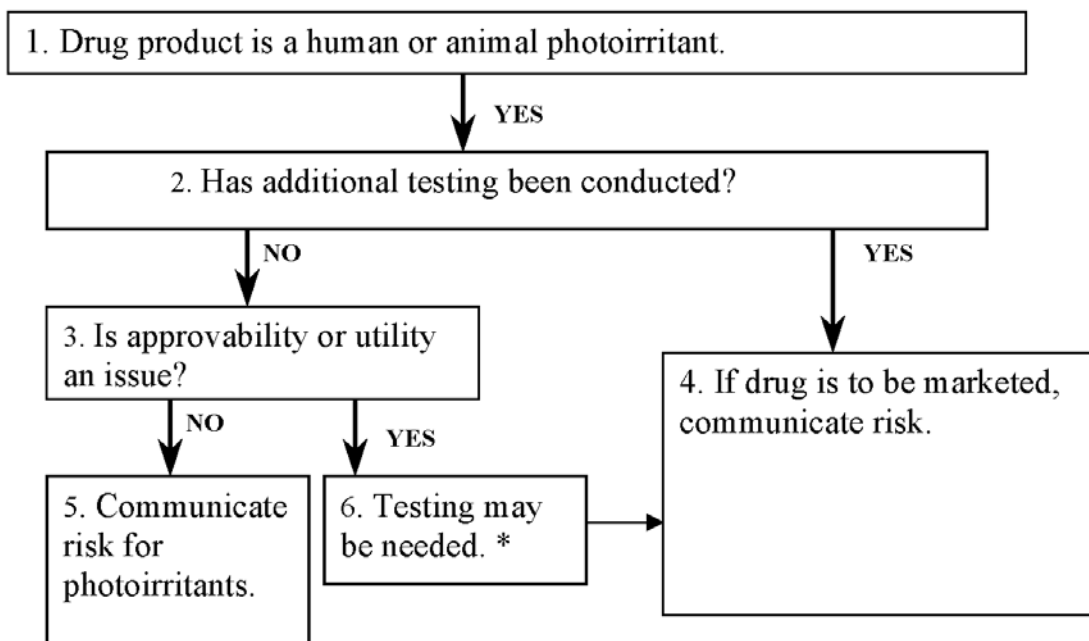 1. Drug product is a human or animal photoirritant.
YES
2. Has additional testing been conducted?
NO
YES
3. Is approvability or utility
an issue?
4. If drug is to be marketed,
communicate risk.
NO
YES
5. Communicate
risk for
photoirritants.
6. Testing may
be needed. *